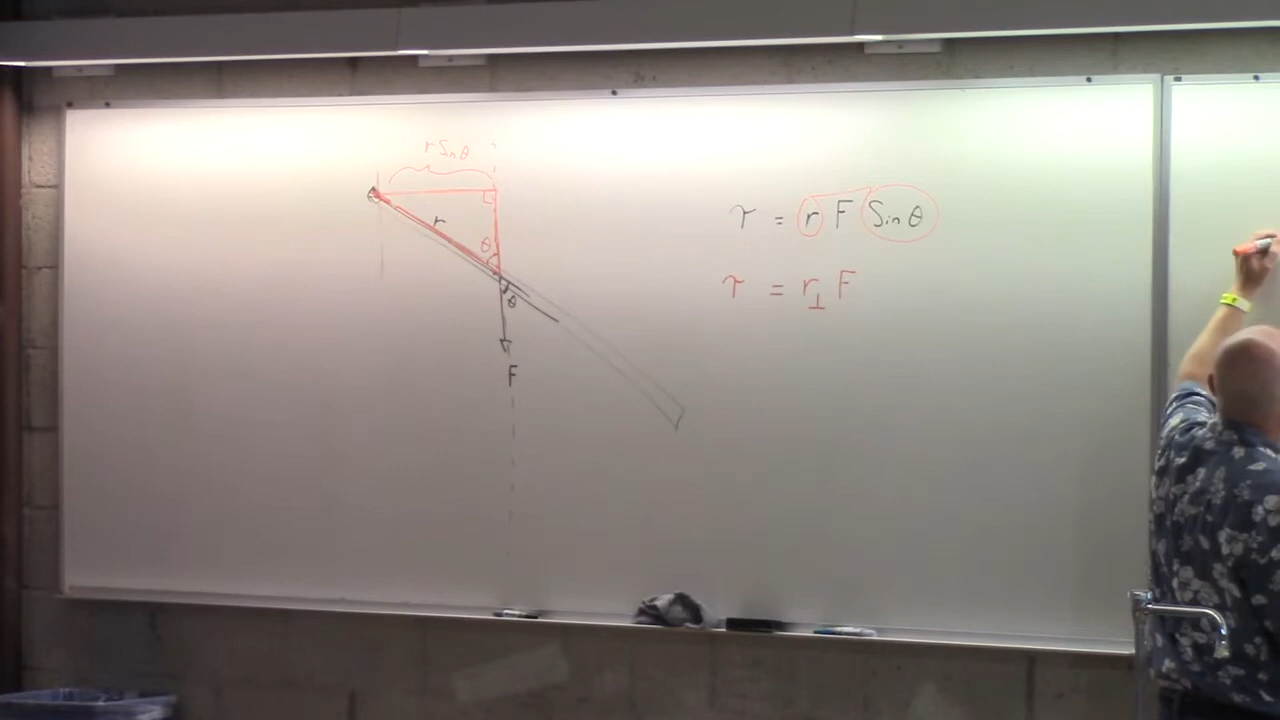 r Sin θ
r
θ
θ
F
τ = r F Sin θ
τ = r⊥ F